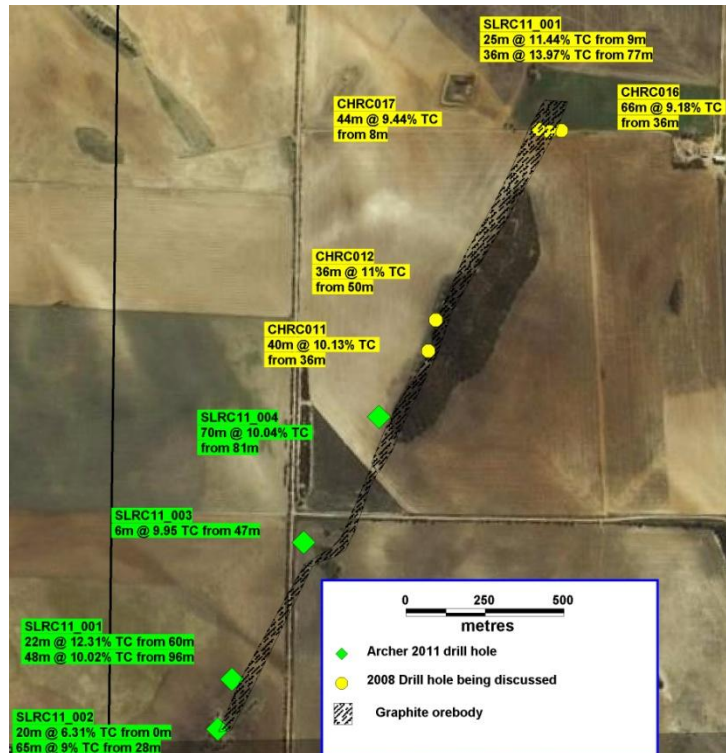 SLRC11_001
25m @ 11.44% TC from 9m
36m @ 13.97% TC from 77m
CHRC016
66m @ 9.18% TC
from 36m
CHRC017
44m @ 9.44% TC
from 8m
CHRC012
36m @ 11% TC
from 50m
CHRC011
40m @ 10.13% TC
from 36m
SLRC11_004
70m @ 10.04% TC
from 81m
SLRC11_003
6m @ 9.95 TC from 47m
SLRC11_001
22m @ 12.31% TC from 60m
48m @ 10.02% TC from 96m
SLRC11_002
20m @ 6.31% TC from 0m
65m @ 9% TC from 28m
0 250 500
metres
Archer 2011 drill hole
2008 Drill hole being discussed
Graphite orebody